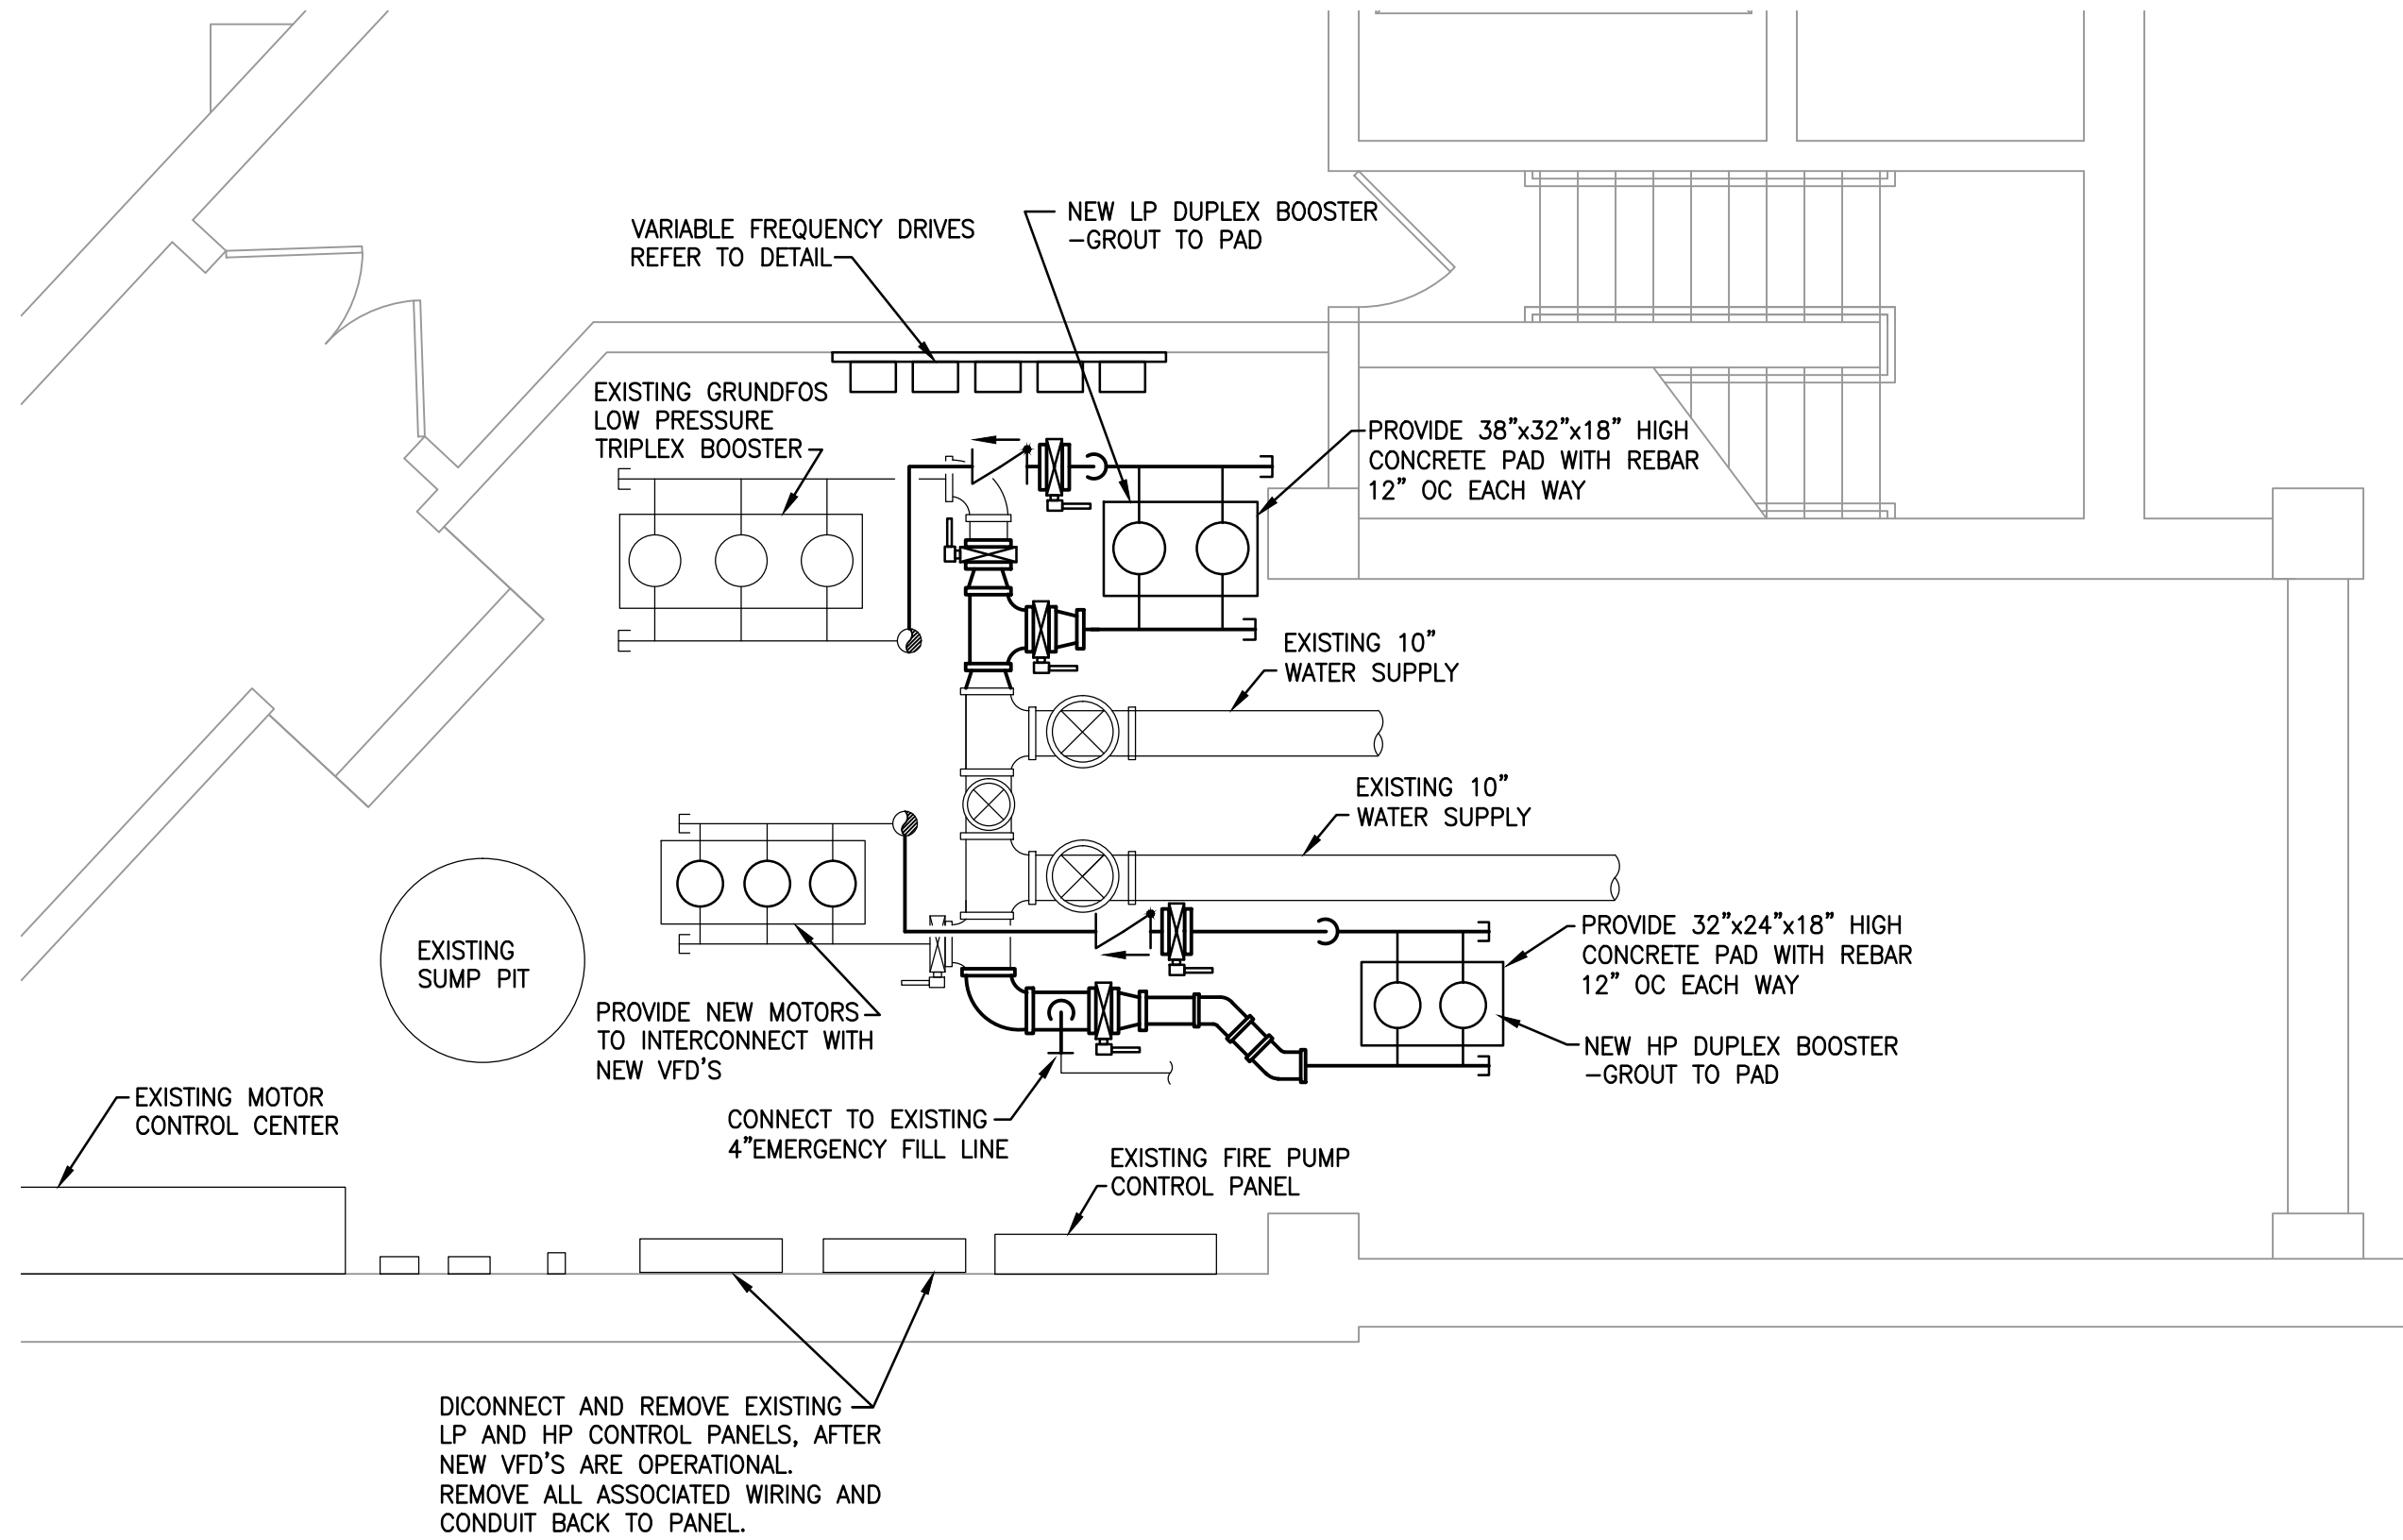 VARIABLE FREQUENCY DRIVES
REFER TO DETAIL
NEW LP DUPLEX BOOSTER
-GROUT TO PAD
EXISTING GRUNDFOS
LOW PRESSURE
TRIPLEX BOOSTER
PROVIDE 38"x32"x18" HIGH
CONCRETE PAD WITH REBAR
12" OC EACH WAY
EXISTING 10"
WATER SUPPLY
EXISTING 10"
WATER SUPPLY
EXISTING
SUMP PIT
PROVIDE 32"x24"x18" HIGH
CONCRETE PAD WITH REBAR
12" OC EACH WAY
PROVIDE NEW MOTORS
TO INTERCONNECT WITH
NEW VFD'S
NEW HP DUPLEX BOOSTER
-GROUT TO PAD
EXISTING MOTOR
CONTROL CENTER
CONNECT TO EXISTING
4"EMERGENCY FILL LINE
EXISTING FIRE PUMP
CONTROL PANEL
DICONNECT AND REMOVE EXISTING
LP AND HP CONTROL PANELS, AFTER
NEW VFD'S ARE OPERATIONAL.
REMOVE ALL ASSOCIATED WIRING AND
CONDUIT BACK TO PANEL.